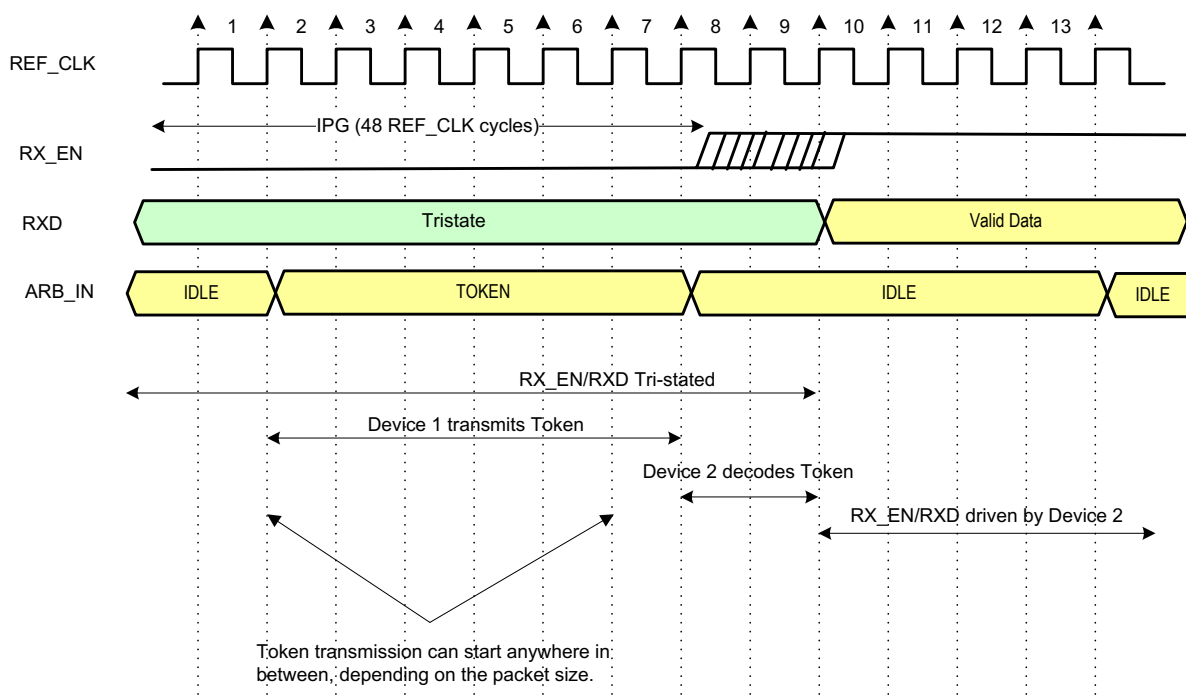 1 2 3 4 5 6 7 8 9 10 11 12 13
REF_CLK
IPG (48 REF_CLK cycles)
RX_EN
RXD Tristate Valid Data
ARB_IN IDLE TOKEN IDLE IDLE
RX_EN/RXD Tri-stated
Device 1 transmits Token
Device 2 decodes Token
RX_EN/RXD driven by Device 2
Token transmission can start anywhere in
between, depending on the packet size.